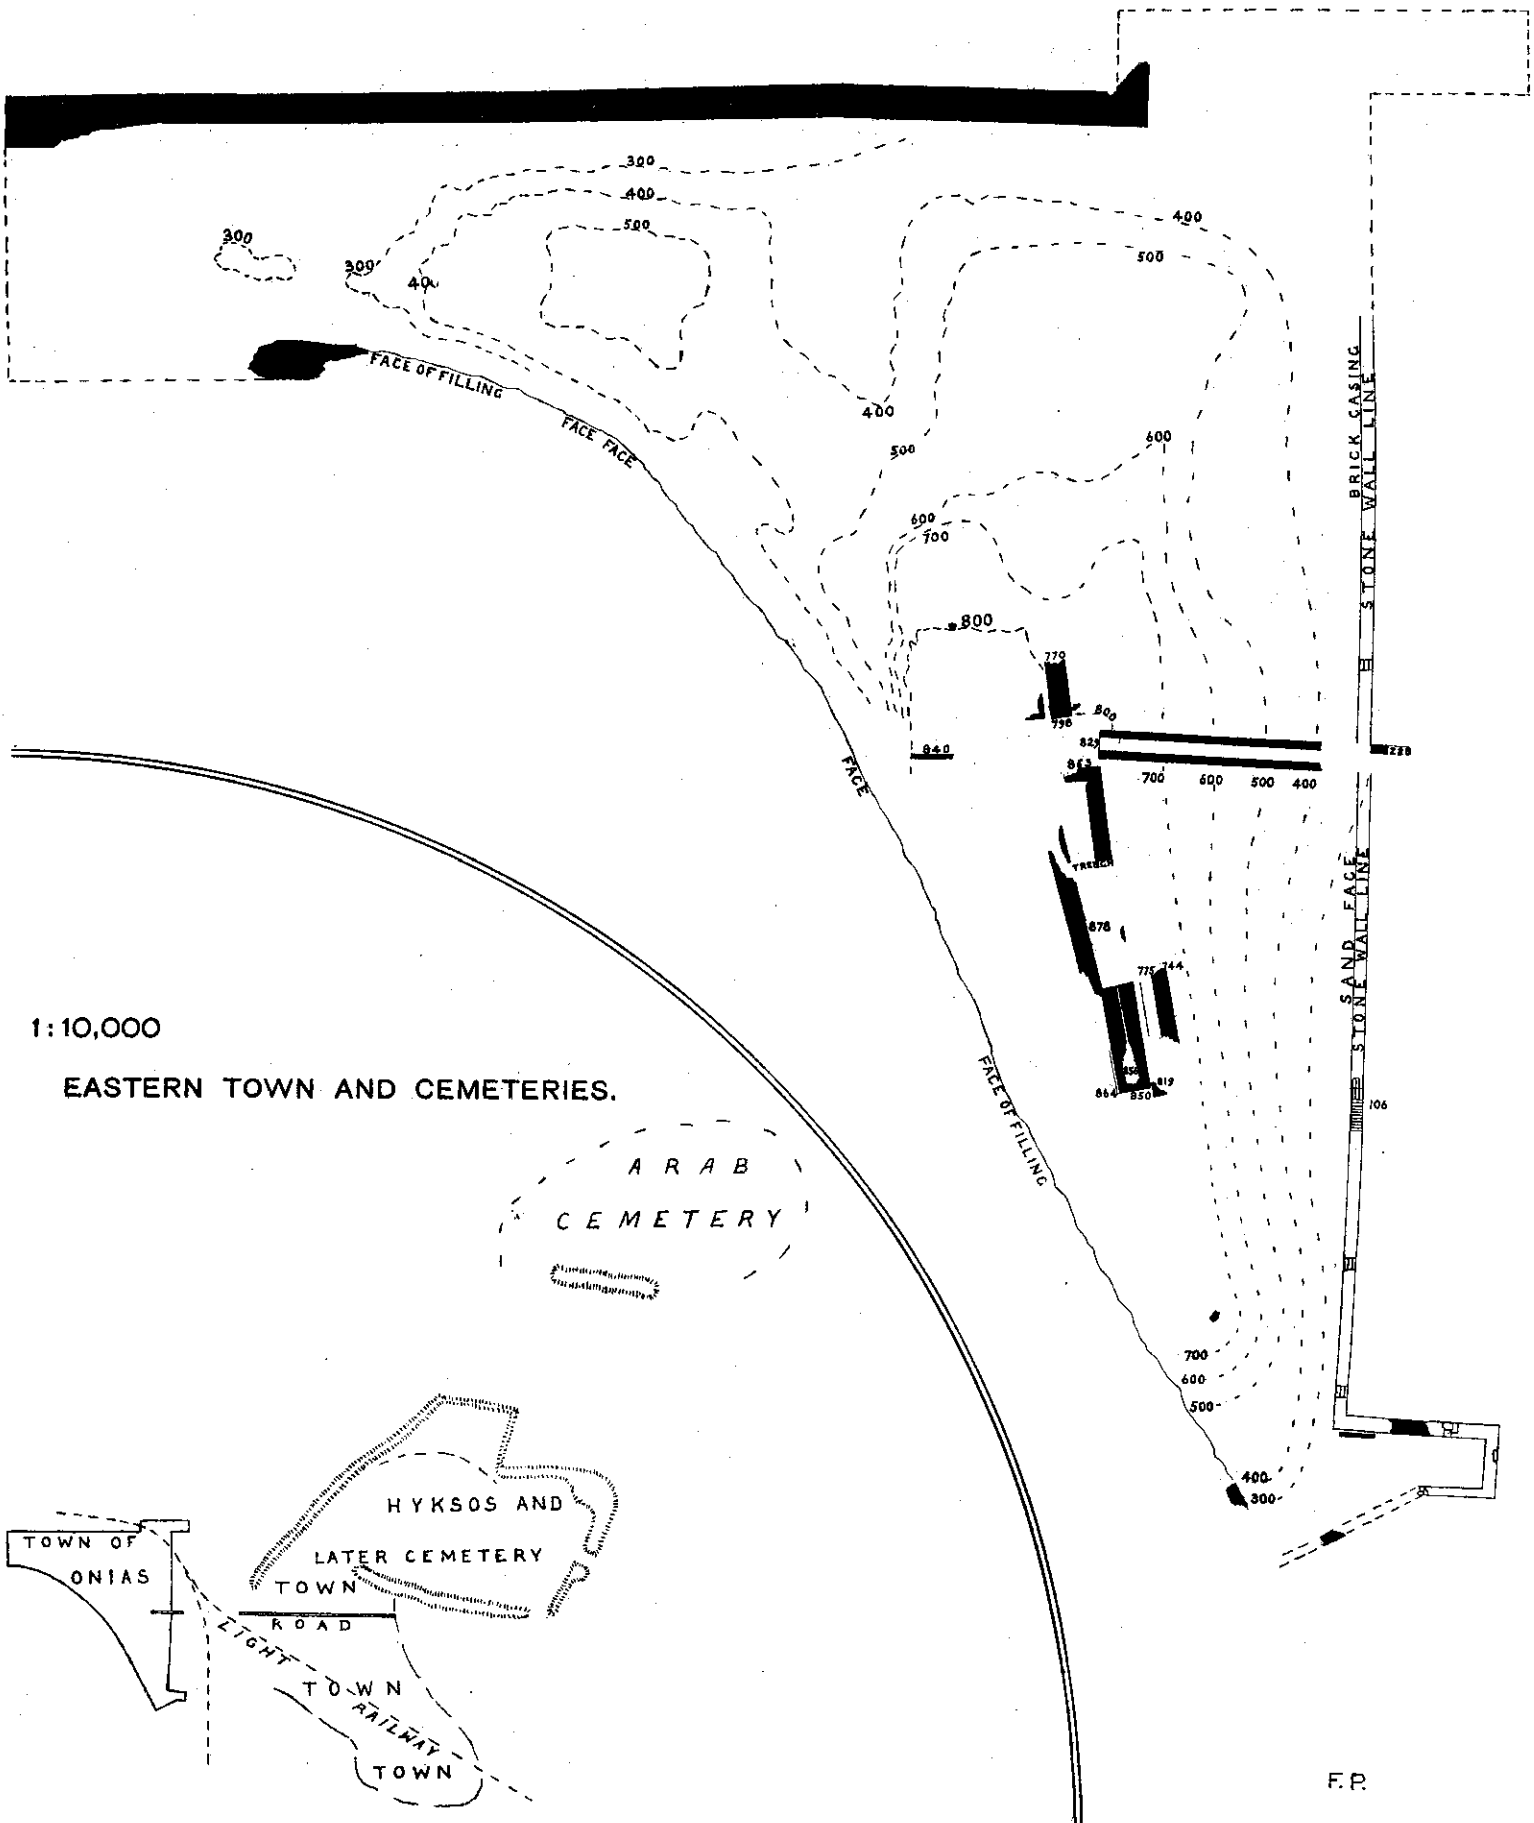 300
400
500
300
300
400
400
500
FACE OF FILLING
FACE FACE
400
500
600
600
700
800
BRICK CASING
STONE WALL LINE
770
798
800
840
829
863
228
700
600
500
400
FACE
TRENCH
878
775
744
SAND FACE
STONE WALL LINE
856
864
850
819
106
FACE OF FILLING
1:10,000
EASTERN TOWN AND CEMETERIES.
ARAB
CEMETERY
700
600
500
400
300
HYKSOS AND
LATER CEMETERY
TOWN OF
ONIAS
TOWN
ROAD
LIGHT
TOWN
RAILWAY
TOWN
F.P.